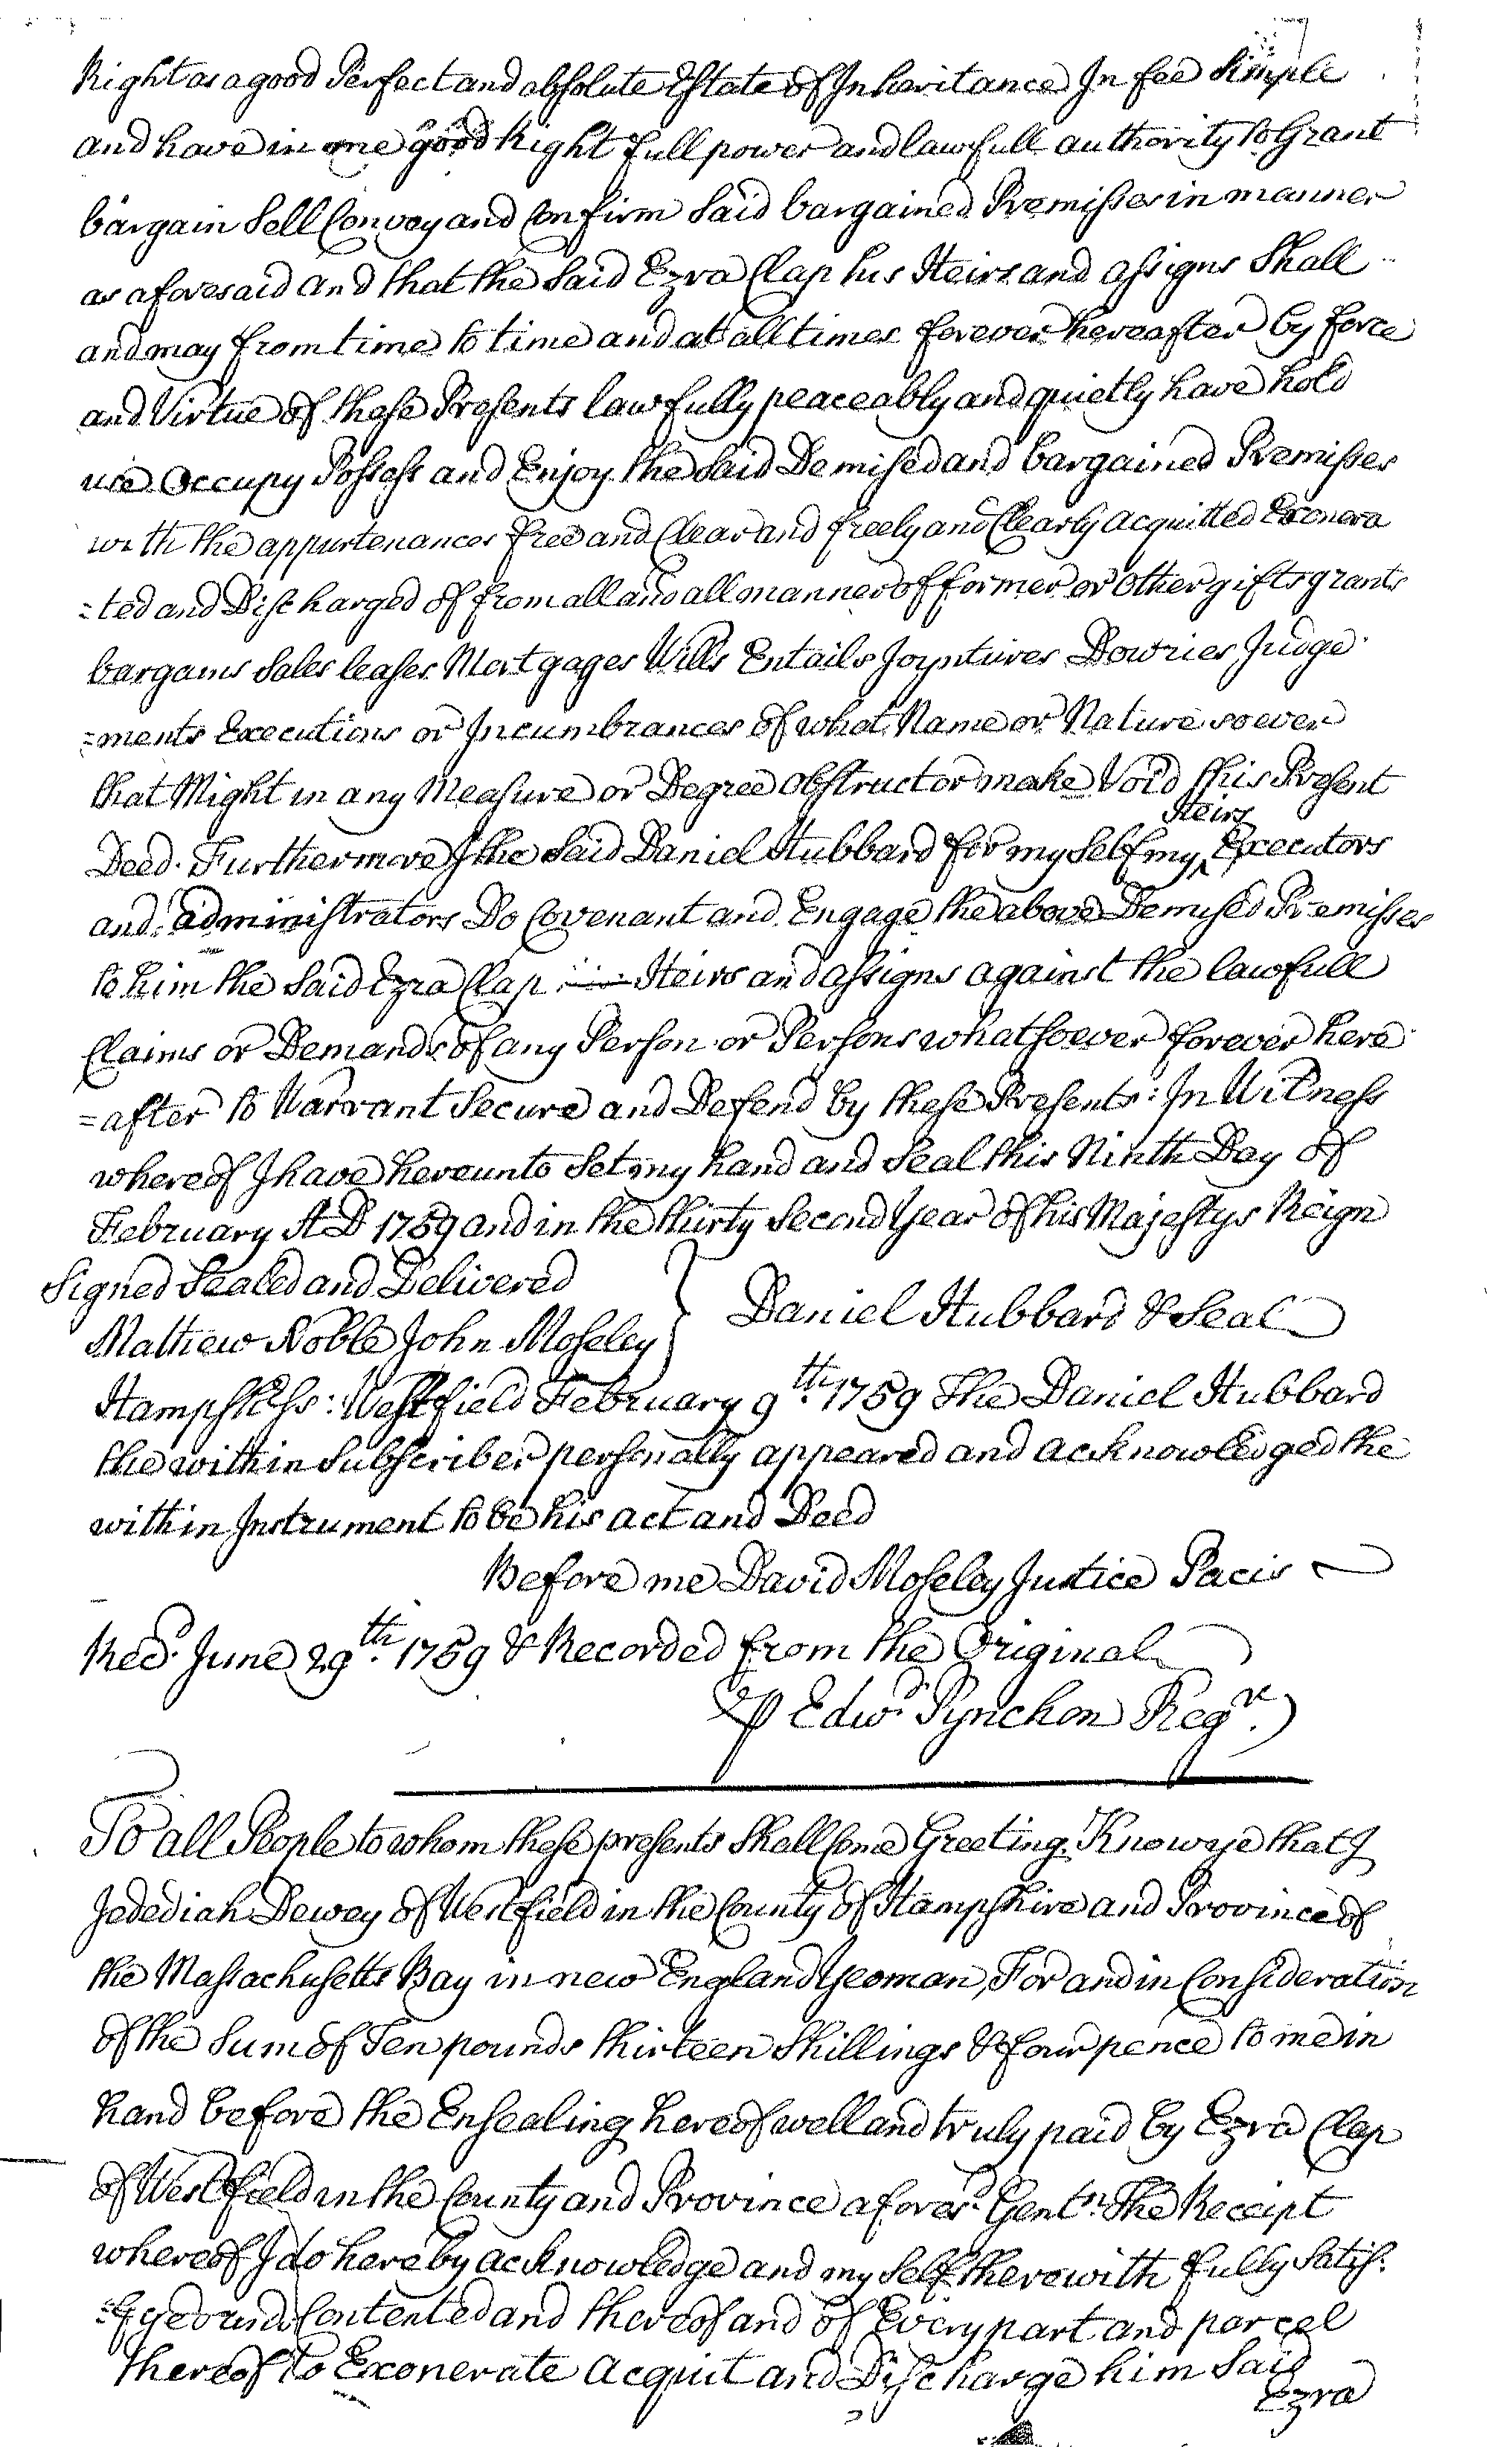 Right as a good Perfect and absolute Estate of Inheritance In fee Simple
and have in me good Right full power and lawfull authority to Grant
bargain Sell Convey and Confirm Said bargained Premisses in manner
as aforesaid and that the Said Ezra Clap his Heirs and assigns Shall
and may from time to time and at all times forever hereafter by force
and Virtue of these Presents lawfully peaceably and quietly have hold
use Occupy Possess and Enjoy the Said Demised and bargained Premisses
with the appurtenances free and Clear and freely and Clearly acquitted Exonera
=ted and Discharged of from all and all manner of former or other gifts grants
bargains Sales leases Mortgages Wills Entails Joyntures Dowries Judge
=ments Executions or Incumbrances of what Name or Nature soever
that Might in any Measure or Degree obstruct or make Void this Present
Heirs
Deed. Furthermore I the Said Daniel Hubbard for my Self my ^ Executors
and administrators Do Covenant and Engage the above Demised Premisses
to him the Said Ezra Clap Heirs and assigns against the lawfull
Claims or Demands of any Person or Persons whatsoever forever here
=after to Warrant Secure and Defend by these Presents: In Witness
whereof I have hereunto Set my hand and Seal this Ninth Day of
February A D 1759 and in the thirty Second Year of his Majestys Reign
Signed Sealed and Delivered
Mathew Noble John Moseley } Daniel Hubbard & Seal
Hampsh Ss: Westfield February 9th. 1759 The Daniel Hubbard
the within Subscriber personally appeared and acknowledged the
within Instrument to be his act and Deed
Before me David Moseley Justice Pacis
Recd. June 29th. 1759 & Recorded from the Original
⅌ Edwd. Pynchon Regr.
To all People to whom these presents Shall Come Greeting. Know ye that I
Jedediah Dewey of Westfield in the County of Hampshire and Province of
the Massachusetts Bay in new England Yeoman, For and in Consideration
of the Sum of Ten pounds thirteen Shillings & four pence to me in
hand before the Ensealing hereof well and truly paid by Ezra Clap
of Westfield in the County and Province aforesd. Gentn. The Receipt
whereof I do hereby acknowledge and my Self therewith fully Satis=
=fyed and Contented and thereof and of Every part and parcel
thereof to Exonerate acquit and Discharge him Said
Ezra